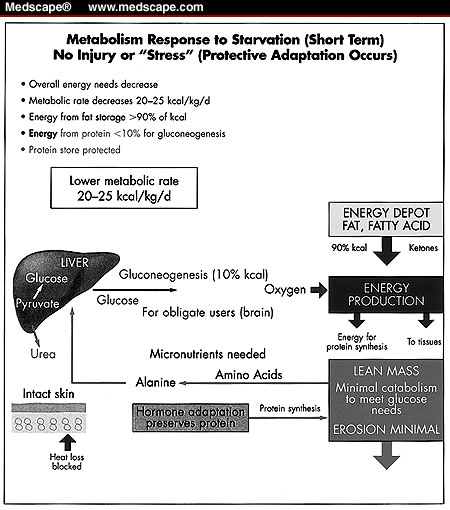 Medscape® www.medscape.com
Metabolism Response to Starvation (Short Term)
No Injury or “Stress” (Protective Adaptation Occurs)
• Overall energy needs decrease
• Metabolic rate decreases 20–25 kcal/kg/d
• Energy from fat storage >90% of kcal
• Energy from protein <10% for gluconeogenesis
• Protein store protected
Lower metabolic rate
20–25 kcal/kg/d
ENERGY DEPOT
FAT, FATTY ACID
90% kcal
Ketones
LIVER
Glucose
Pyruvate
Urea
Gluconeogenesis (10% kcal)
Glucose
For obligate users (brain)
Oxygen
ENERGY
PRODUCTION
Energy for
protein synthesis
To tissues
Micronutrients needed
Amino Acids
Alanine
LEAN MASS
Minimal catabolism
to meet glucose
needs
EROSION MINIMAL
Intact skin
Hormone adaptation
preserves protein
Protein synthesis
Heat loss
blocked